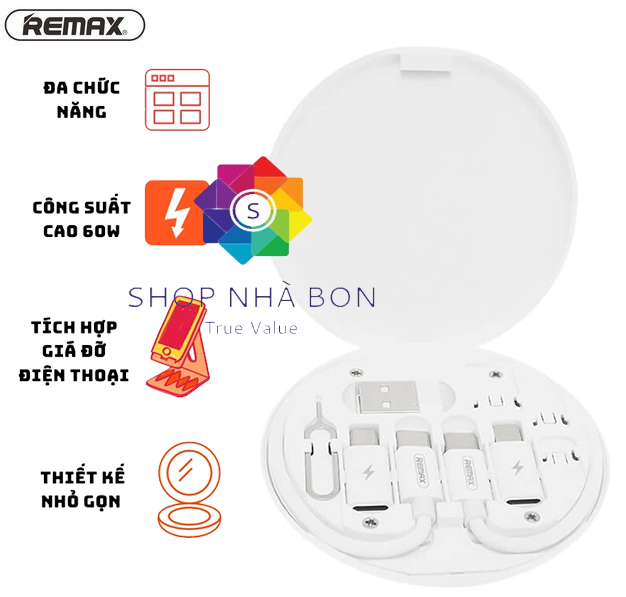 REMAX®
ĐA CHỨC
NĂNG
CÔNG SUẤT
CAO 60W
S
SHOP NHÀ BON
True Value
TÍCH HỢP
GIÁ ĐỠ
ĐIỆN THOẠI
THIẾT KẾ
NHỎ GỌN
REMAX
REMAX